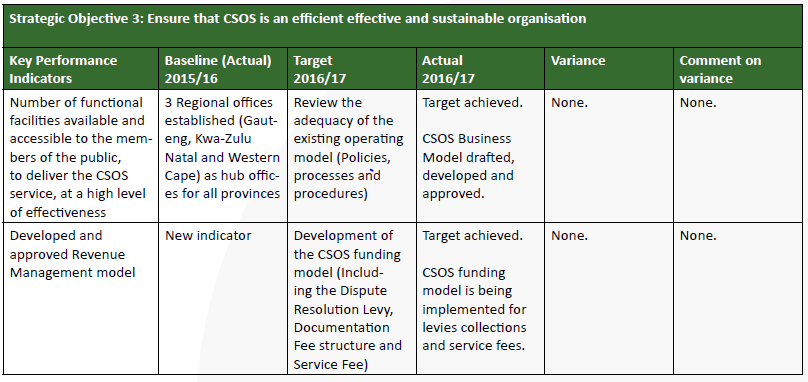 Strategic Objective 3: Ensure that CSOS is an efficient effective and sustainable organisation
Key Performance
Indicators
Baseline (Actual)
2015/16
Target
2016/17
Actual
2016/17
Variance
Comment on
variance
Number of functional
facilities available and
accessible to the mem-
bers of the public,
to deliver the CSOS
service, at a high level
of effectiveness
3 Regional offices
established (Gaut-
eng, Kwa-Zulu
Natal and Western
Cape) as hub offic-
es for all provinces
Review the
adequacy of the
existing operating
model (Policies,
processes and
procedures)
Target achieved.
CSOS Business
Model drafted,
developed and
approved.
None.
None.
Developed and
approved Revenue
Management model
New indicator
Development of
the CSOS funding
model (Includ-
ing the Dispute
Resolution Levy,
Documentation
Fee structure and
Service Fee)
Target achieved.
CSOS funding
model is being
implemented for
levies collections
and service fees.
None.
None.